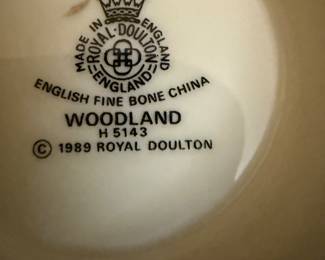 MADE IN ENGLAND
ROYAL·DOULTON
ENGLAND
ENGLISH FINE BONE CHINA
WOODLAND
H 5143
© 1989 ROYAL DOULTON